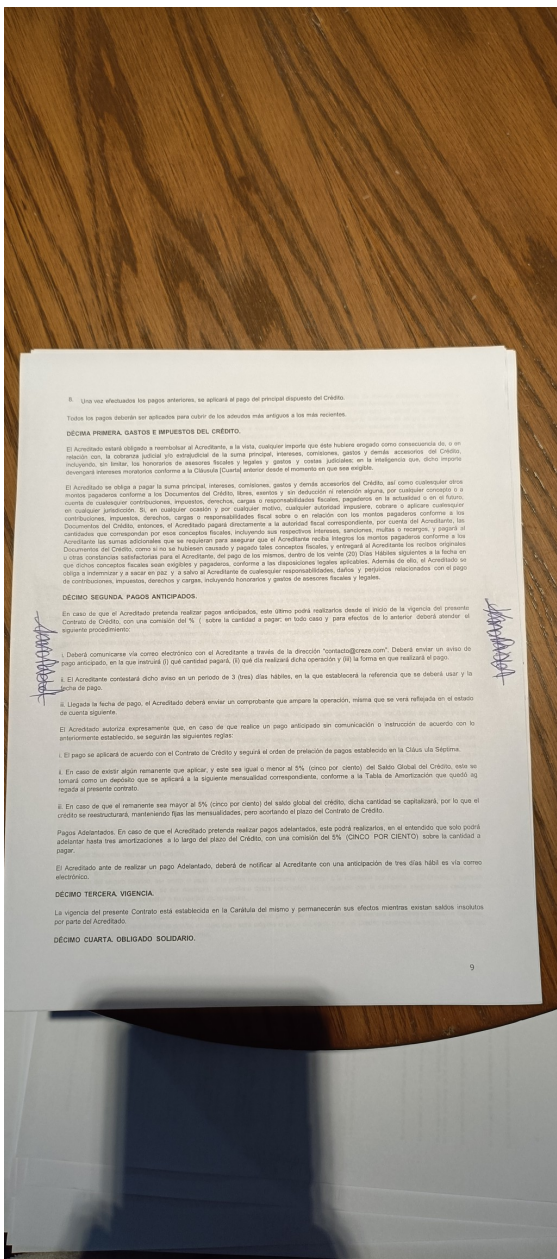 9. Una vez efectuados los pagos anteriores, se aplicará al pago del principal dispuesto del Crédito.
Todos los pagos deberán ser aplicados para cubrir de los adeudos más antiguos a los más recientes.
DÉCIMA PRIMERA. GASTOS E IMPUESTOS DEL CRÉDITO.
El Acreditado estará obligado a reembolsar al Acreditante, a la vista, cualquier importe que éste hubiera erogado como consecuencia de, o en
relación con, la cobranza judicial y/o extrajudicial de la suma principal, intereses, comisiones, gastos y demás accesorios del Crédito,
incluyendo, sin limitar, los honorarios de asesores fiscales y legales y gastos y costas judiciales; en la inteligencia que, dicho importe
devengará intereses moratorios conforme a la Cláusula [Cuarta] anterior desde el momento en que sea exigible.
El Acreditado se obliga a pagar la suma principal, intereses, comisiones, gastos y demás accesorios del Crédito, así como cualesquier otros
montos pagaderos conforme a los Documentos del Crédito, libres, exentos y sin deducción ni retención alguna, por cualquier concepto o a
cuenta de cualesquier contribuciones, impuestos, derechos, cargas o responsabilidades fiscales, pagaderos en la actualidad o en el futuro,
en cualquier jurisdicción. Si, en cualquier ocasión y por cualquier motivo, cualquier autoridad impusiere, cobrare o aplicare cualesquier
contribuciones, impuestos, derechos, cargas o responsabilidades fiscal sobre o en relación con los montos pagaderos conforme a los
Documentos del Crédito, entonces, el Acreditado pagará directamente a la autoridad fiscal correspondiente, por cuenta del Acreditante, las
cantidades que correspondan por esos conceptos fiscales, incluyendo sus respectivos intereses, sanciones, multas o recargos, y pagará al
Acreditante las sumas adicionales que se requieran para asegurar que el Acreditante reciba íntegros los montos pagaderos conforme a los
Documentos del Crédito, como si no se hubiesen causado y pagado tales conceptos fiscales, y entregará al Acreditante los recibos originales
u otras constancias satisfactorias para el Acreditante, del pago de los mismos, dentro de los veinte (20) Días Hábiles siguientes a la fecha en
que dichos conceptos fiscales sean exigibles y pagaderos, conforme a las disposiciones legales aplicables. Además de ello, el Acreditado se
obliga a indemnizar y a sacar en paz y a salvo al Acreditante de cualesquier responsabilidades, daños y perjuicios relacionados con el pago
de contribuciones, impuestos, derechos y cargas, incluyendo honorarios y gastos de asesores fiscales y legales.
DÉCIMO SEGUNDA. PAGOS ANTICIPADOS.
En caso de que el Acreditado pretenda realizar pagos anticipados, este último podrá realizarlos desde el inicio de la vigencia del presente
Contrato de Crédito, con una comisión del % ( sobre la cantidad a pagar; en todo caso y para efectos de lo anterior deberá atender el
siguiente procedimiento:
i. Deberá comunicarse vía correo electrónico con el Acreditante a través de la dirección "contacto@creze.com". Deberá enviar un aviso de
pago anticipado, en la que instruirá (i) qué cantidad pagará, (ii) qué día realizará dicha operación y (iii) la forma en que realizará el pago.
ii. El Acreditante contestará dicho aviso en un periodo de 3 (tres) días hábiles, en la que establecerá la referencia que se deberá usar y la
fecha de pago.
iii. Llegada la fecha de pago, el Acreditado deberá enviar un comprobante que ampare la operación, misma que se verá reflejada en el estado
de cuenta siguiente.
El Acreditado autoriza expresamente que, en caso de que realice un pago anticipado sin comunicación o instrucción de acuerdo con lo
anteriormente establecido, se seguirán las siguientes reglas:
i. El pago se aplicará de acuerdo con el Contrato de Crédito y seguirá el orden de prelación de pagos establecido en la Cláus ula Séptima.
ii. En caso de existir algún remanente que aplicar, y este sea igual o menor al 5% (cinco por ciento) del Saldo Global del Crédito, este se
tomará como un depósito que se aplicará a la siguiente mensualidad correspondiente, conforme a la Tabla de Amortización que quedó ag
regada al presente contrato.
iii. En caso de que el remanente sea mayor al 5% (cinco por ciento) del saldo global del crédito, dicha cantidad se capitalizará, por lo que el
crédito se reestructurará, manteniendo fijas las mensualidades, pero acortando el plazo del Contrato de Crédito.
Pagos Adelantados. En caso de que el Acreditado pretenda realizar pagos adelantados, este podrá realizarlos, en el entendido que solo podrá
adelantar hasta tres amortizaciones a lo largo del plazo del Crédito, con una comisión del 5% (CINCO POR CIENTO) sobre la cantidad a
pagar.
El Acreditado ante de realizar un pago Adelantado, deberá de notificar al Acreditante con una anticipación de tres días hábil es vía correo
electrónico.
DÉCIMO TERCERA. VIGENCIA.
La vigencia del presente Contrato está establecida en la Carátula del mismo y permanecerán sus efectos mientras existan saldos insolutos
por parte del Acreditado.
DÉCIMO CUARTA. OBLIGADO SOLIDARIO.
9